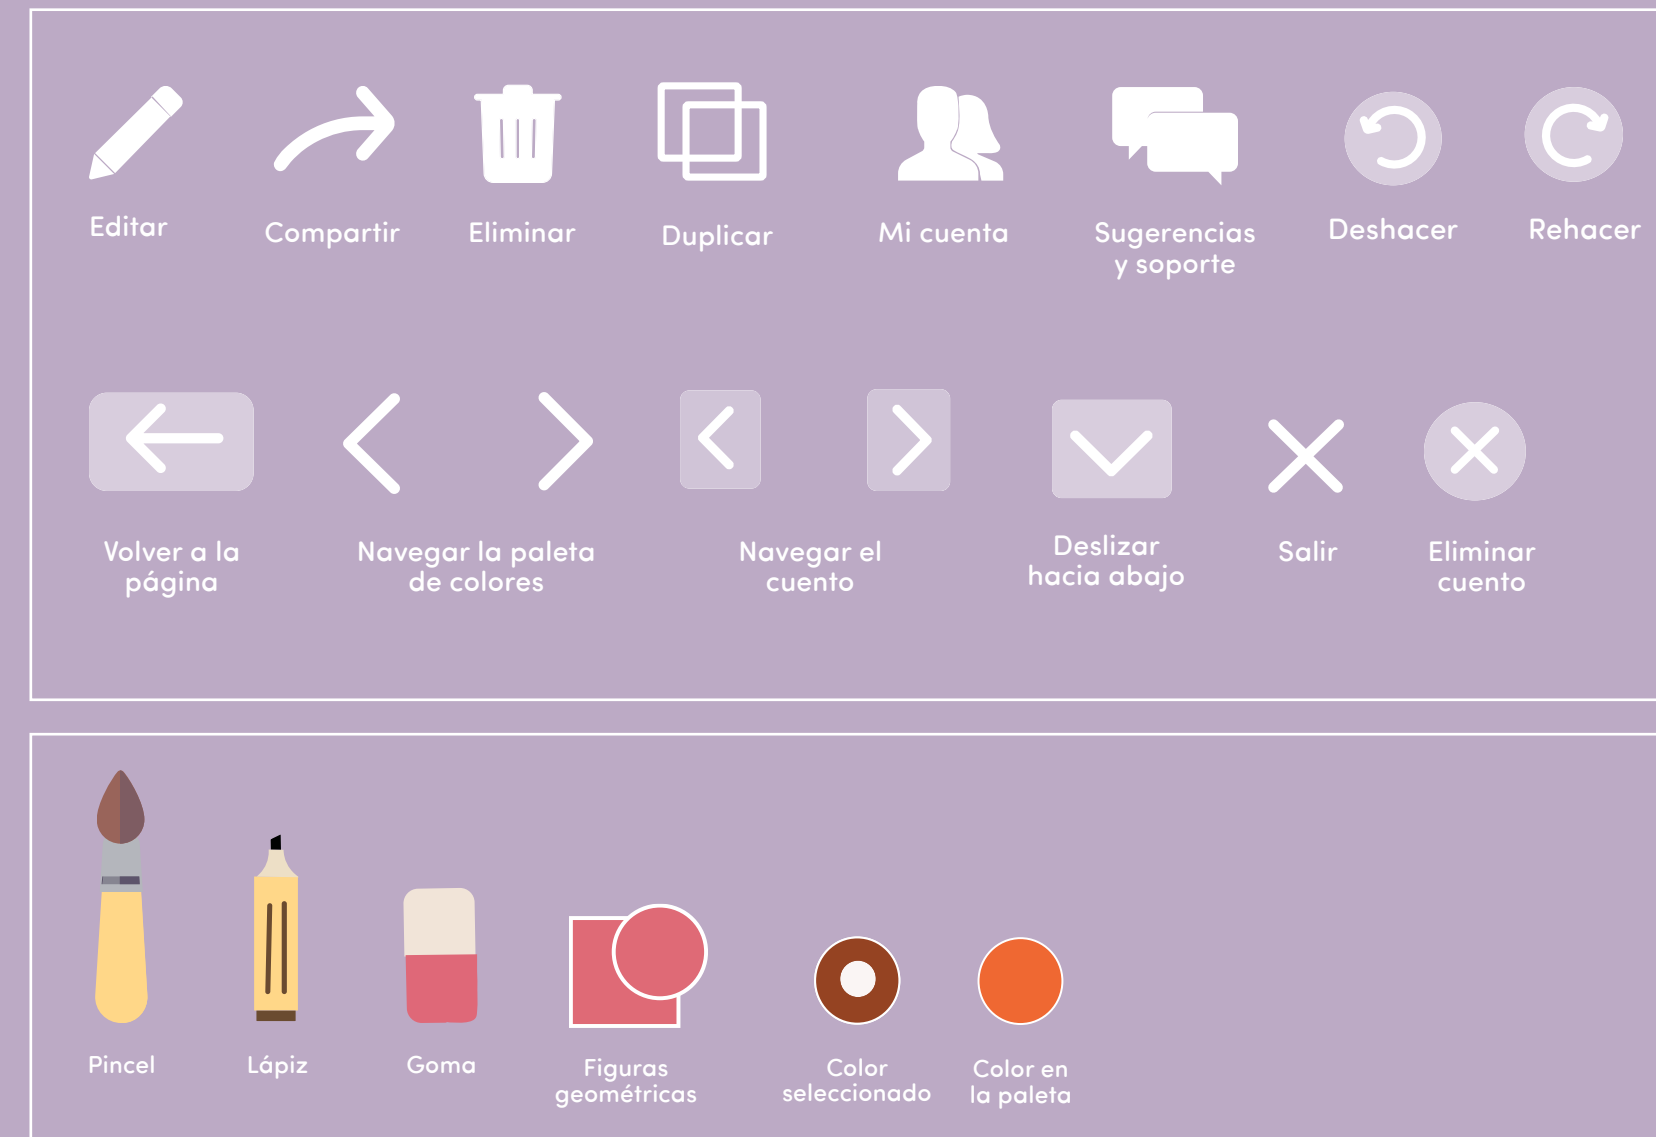 Editar
Compartir
Eliminar
Duplicar
Mi cuenta
Sugerencias
y soporte
Deshacer
Rehacer
Volver a la
página
Navegar la paleta
de colores
Navegar el
cuento
Deslizar
hacia abajo
Salir
Eliminar
cuento
Pincel
Lápiz
Goma
Figuras
geométricas
Color
seleccionado
Color en
la paleta